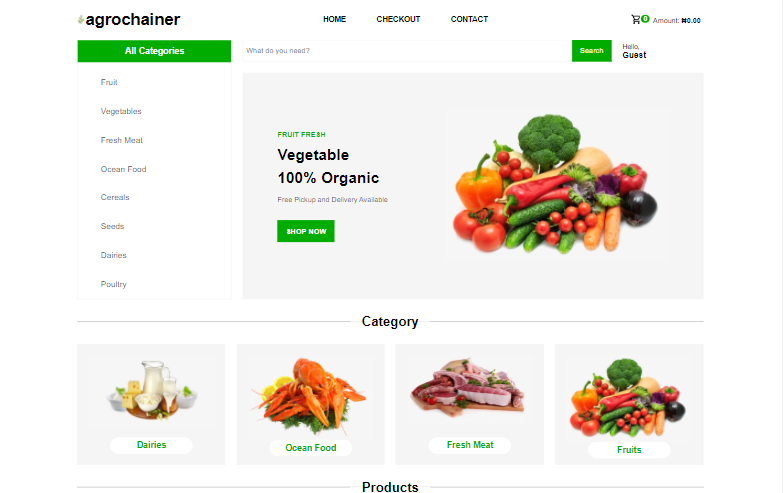 agrochainer
HOME
CHECKOUT
CONTACT
0
Amount: ₦0.00
All Categories
What do you need?
Search
Hello,
Guest
Fruit
Vegetables
Fresh Meat
Ocean Food
Cereals
Seeds
Dairies
Poultry
FRUIT FRESH
Vegetable
100% Organic
Free Pickup and Delivery Available
SHOP NOW
Category
Dairies
Ocean Food
Fresh Meat
Fruits
Products